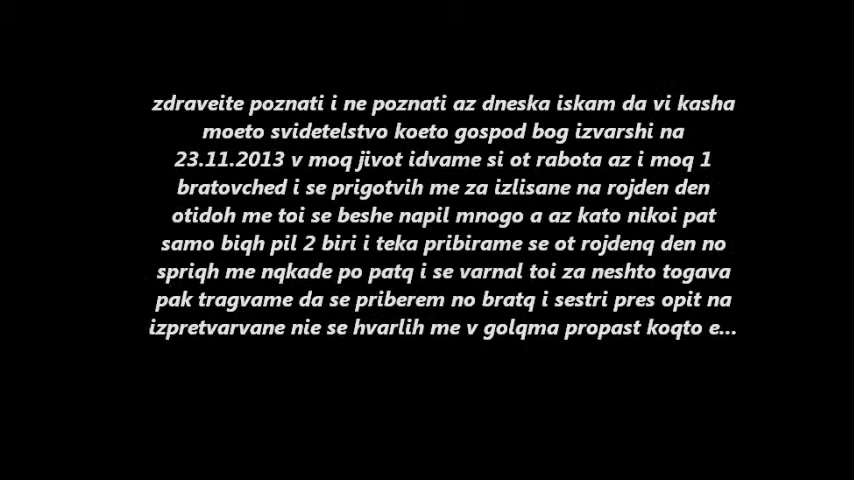 zdraveite poznati i ne poznati az dneska iskam da vi kasha
moeto svidetelstvo koeto gospod bog izvarshi na
23.11.2013 v moq jivot idvame si ot rabota az i moq 1
bratovched i se prigotvih me za izlisane na rojden den
otidoh me toi se beshe napil mnogo a az kato nikoi pat
samo biqh pil 2 biri i teka pribirame se ot rojdenq den no
spriqh me nqkade po patq i se varnal toi za neshto togava
pak tragvame da se priberem no bratq i sestri pres opit na
izpretvarvane nie se hvarlih me v golqma propast koqto e...